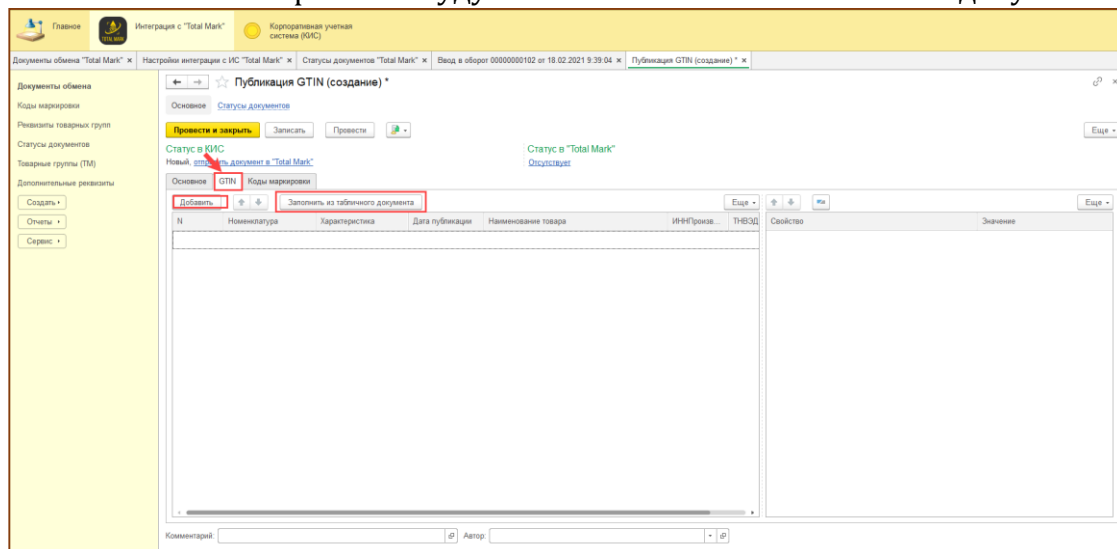 Главное
TOTAL MARK
Интеграция с "Total Mark"
Корпоративная учетная
система (КИС)
Документы обмена "Total Mark" ×
Настройки интеграции с ИС "Total Mark" ×
Статусы документов "Total Mark" ×
Ввод в оборот 00000000102 от 18.02.2021 9:39:04 ×
Публикация GTIN (создание) * ×
Документы обмена
Коды маркировки
Реквизиты товарных групп
Статусы документов
Товарные группы (ТМ)
Дополнительные реквизиты
Создать
Отчеты
Сервис
Публикация GTIN (создание) *
Основное Статусы документов
Провести и закрыть Записать Провести Еще
Статус в КИС Статус в "Total Mark"
Новый, документ в "Total Mark" Отсутствует
Основное GTIN Коды маркировки
Добавить Заполнить из табличного документа Еще Еще
N Номенклатура Характеристика Дата публикации Наименование товара ИННПроизв... ТНВЭД Свойство Значение
Комментарий: Автор: